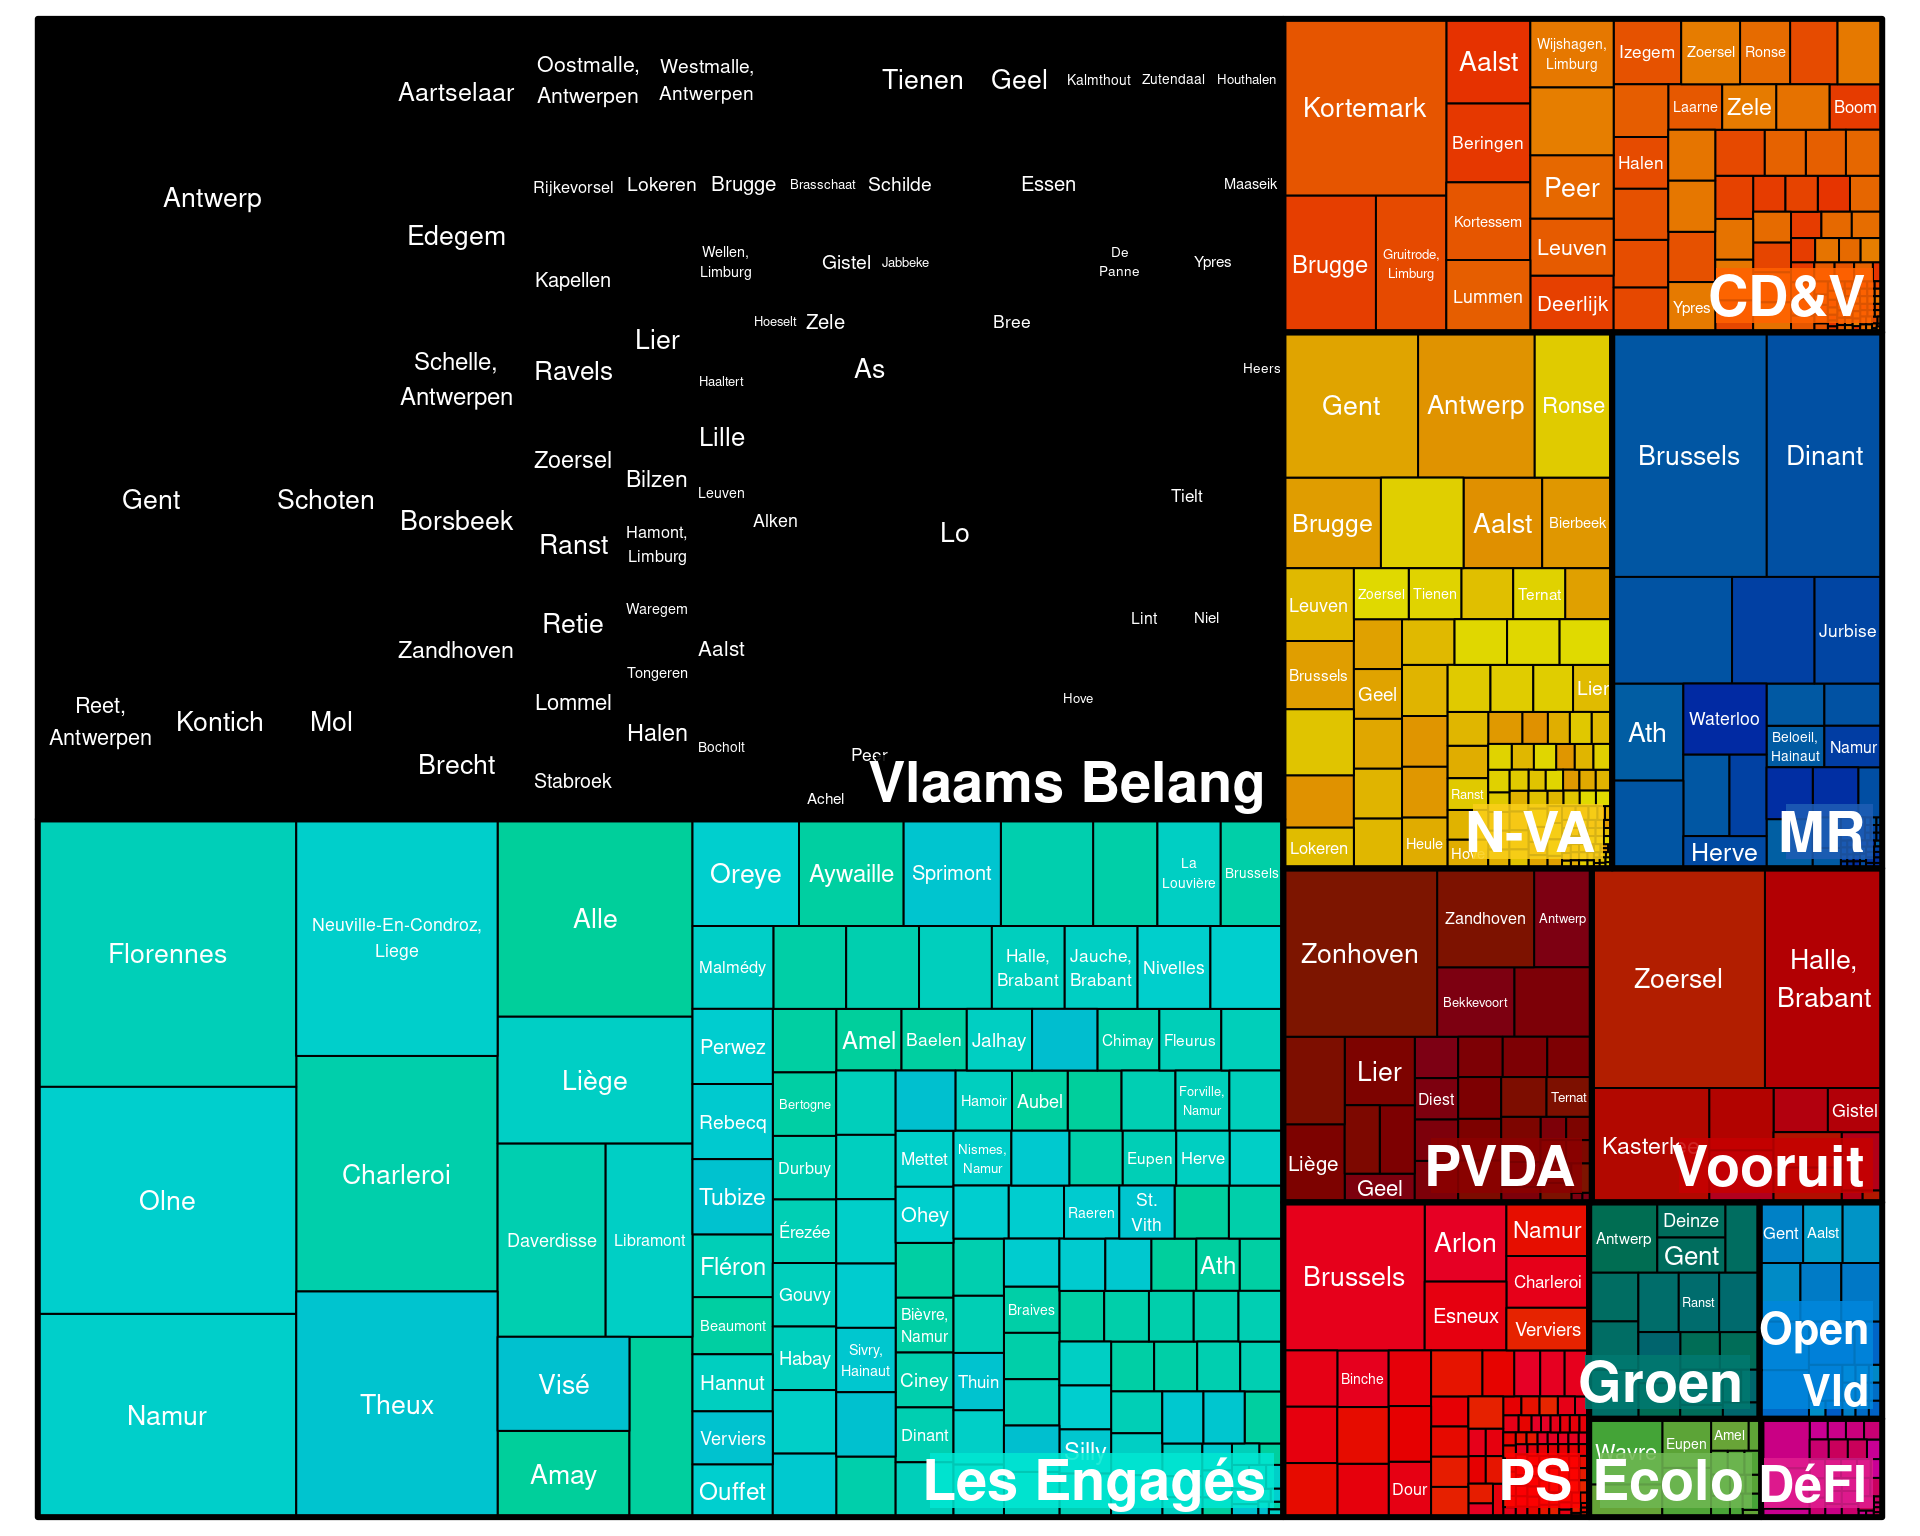 Aartselaar
Oostmalle,
Antwerpen
Westmalle,
Antwerpen
Tienen
Geel
Kalmthout
Zutendaal
Houthalen
Antwerp
Rijkevorsel
Lokeren
Brugge
Brasschaat
Schilde
Essen
Maaseik
Edegem
Kapellen
Wellen,
Limburg
Gistel
Jabbeke
De
Panne
Ypres
Hoeselt
Zele
Bree
Lier
Schelle,
Antwerpen
Ravels
Haaltert
As
Heers
Lille
Zoersel
Bilzen
Leuven
Tielt
Gent
Schoten
Borsbeek
Ranst
Hamont,
Limburg
Alken
Lo
Retie
Waregem
Lint
Niel
Zandhoven
Aalst
Tongeren
Reet,
Antwerpen
Kontich
Mol
Lommel
Halen
Hove
Brecht
Stabroek
Bocholt
Peer
Achel
Vlaams Belang
Kortemark
Aalst
Wijshagen,
Limburg
Izegem
Zoersel
Ronse
Beringen
Laarne
Zele
Boom
Halen
Peer
Brugge
Gruitrode,
Limburg
Kortessem
Leuven
Lummen
Deerlijk
Ypres
CD&V
Gent
Antwerp
Ronse
Brugge
Aalst
Bierbeek
Leuven
Zoersel
Tienen
Ternat
Brussels
Geel
Lier
Ranst
Lokeren
Heule
N-VA
Brussels
Dinant
Jurbise
Ath
Waterloo
Beloeil,
Hainaut
Namur
Herve
MR
Florennes
Neuville-En-Condroz,
Liege
Alle
Oreye
Aywaille
Sprimont
La
Louvière
Brussels
Malmédy
Halle,
Brabant
Jauche,
Brabant
Nivelles
Perwez
Amel
Baelen
Jalhay
Chimay
Fleurus
Olne
Charleroi
Liège
Rebecq
Bertogne
Hamoir
Aubel
Forville,
Namur
Durbuy
Mettet
Nismes,
Namur
Eupen
Herve
Daverdisse
Libramont
Tubize
Érezée
Ohey
Raeren
St.
Vith
Fléron
Gouvy
Ath
Namur
Theux
Visé
Beaumont
Bièvre,
Namur
Braives
Habay
Sivry,
Hainaut
Hannut
Ciney
Thuin
Verviers
Dinant
Silly
Amay
Ouffet
Les Engagés
Zonhoven
Zandhoven
Antwerp
Bekkevoort
Lier
Diest
Ternat
Liège
Geel
PVDA
Zoersel
Halle,
Brabant
Gistel
Kasterlee
Vooruit
Brussels
Arlon
Namur
Charleroi
Esneux
Verviers
Binche
Dour
PS
Antwerp
Deinze
Gent
Ranst
Groen
Gent
Aalst
Open
Vld
Wavre
Eupen
Amel
Ecolo
DéFI